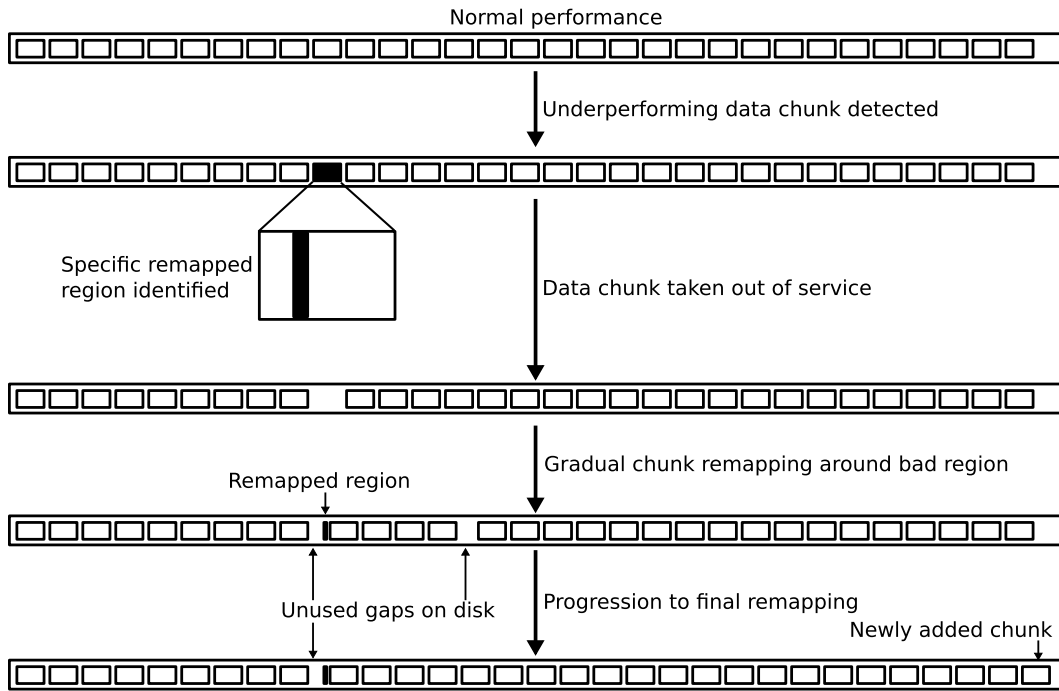 Normal performance
Underperforming data chunk detected
Specific remapped
region identified
Data chunk taken out of service
Gradual chunk remapping around bad region
Remapped region
Unused gaps on disk
Progression to final remapping
Newly added chunk